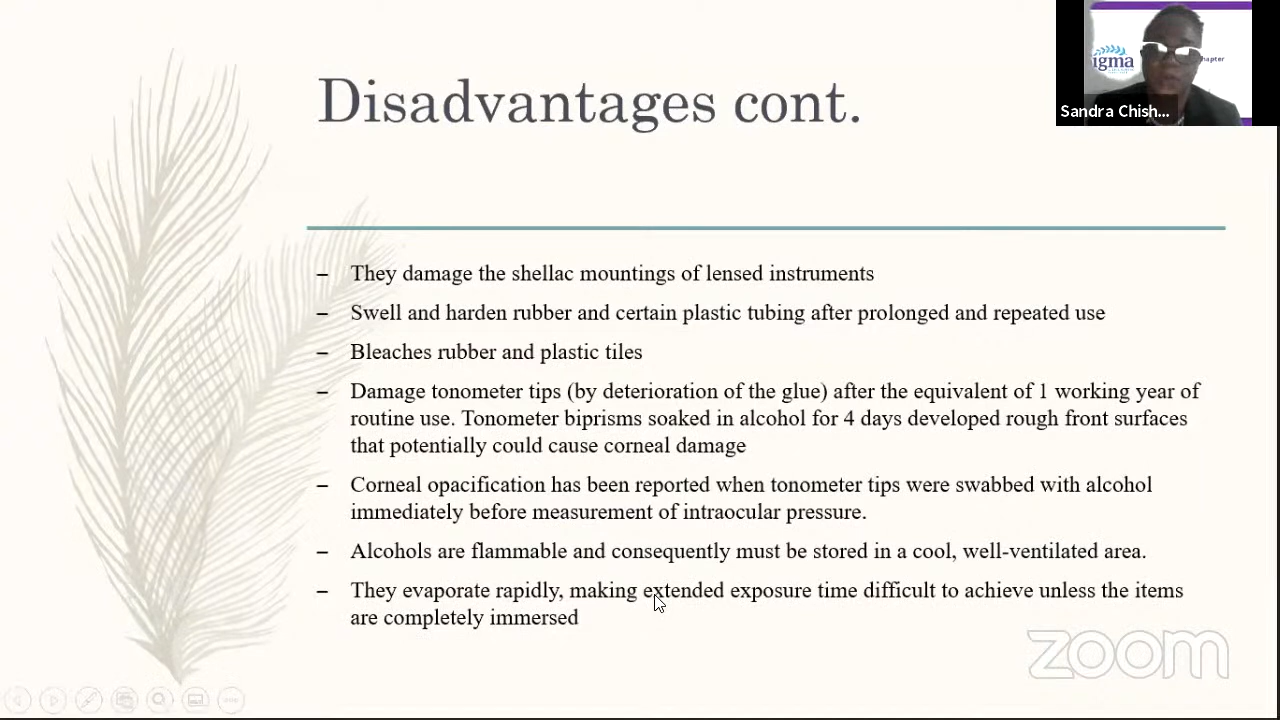 Disadvantages cont.
igma
hapter
Sandra Chish...
– They damage the shellac mountings of lensed instruments
– Swell and harden rubber and certain plastic tubing after prolonged and repeated use
– Bleaches rubber and plastic tiles
– Damage tonometer tips (by deterioration of the glue) after the equivalent of 1 working year of
routine use. Tonometer biprisms soaked in alcohol for 4 days developed rough front surfaces
that potentially could cause corneal damage
– Corneal opacification has been reported when tonometer tips were swabbed with alcohol
immediately before measurement of intraocular pressure.
– Alcohols are flammable and consequently must be stored in a cool, well-ventilated area.
– They evaporate rapidly, making extended exposure time difficult to achieve unless the items
are completely immersed
zoom